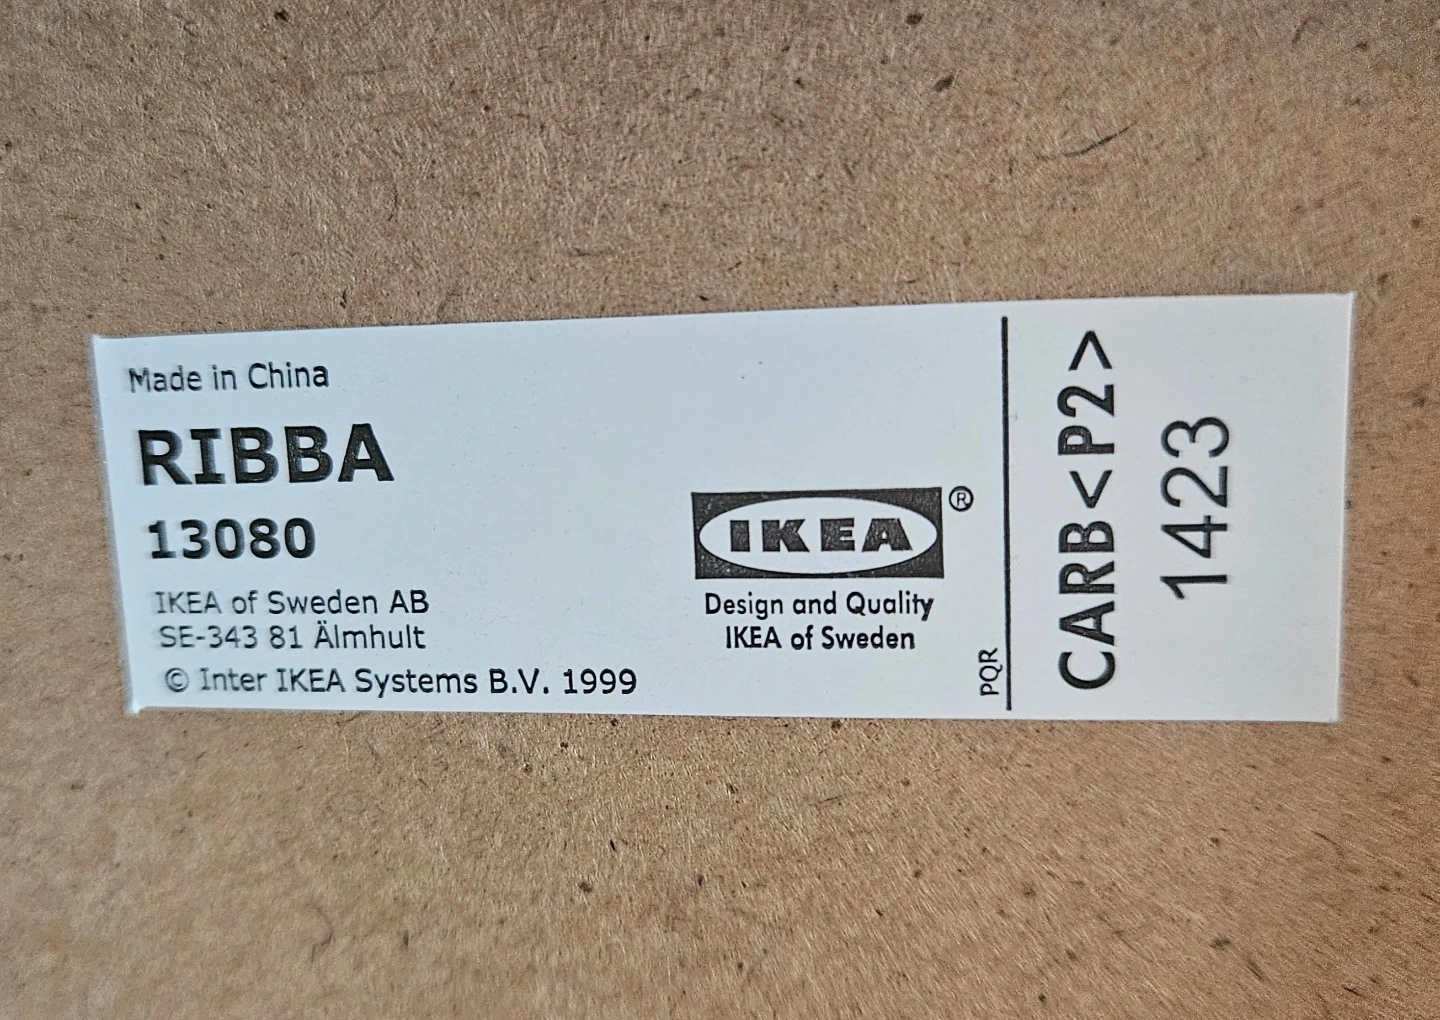 Made in China
RIBBA
13080
IKEA of Sweden AB
SE-343 81 Älmhult
© Inter IKEA Systems B.V. 1999
IKEA®
Design and Quality
IKEA of Sweden
PQR
CARB<P2>
1423